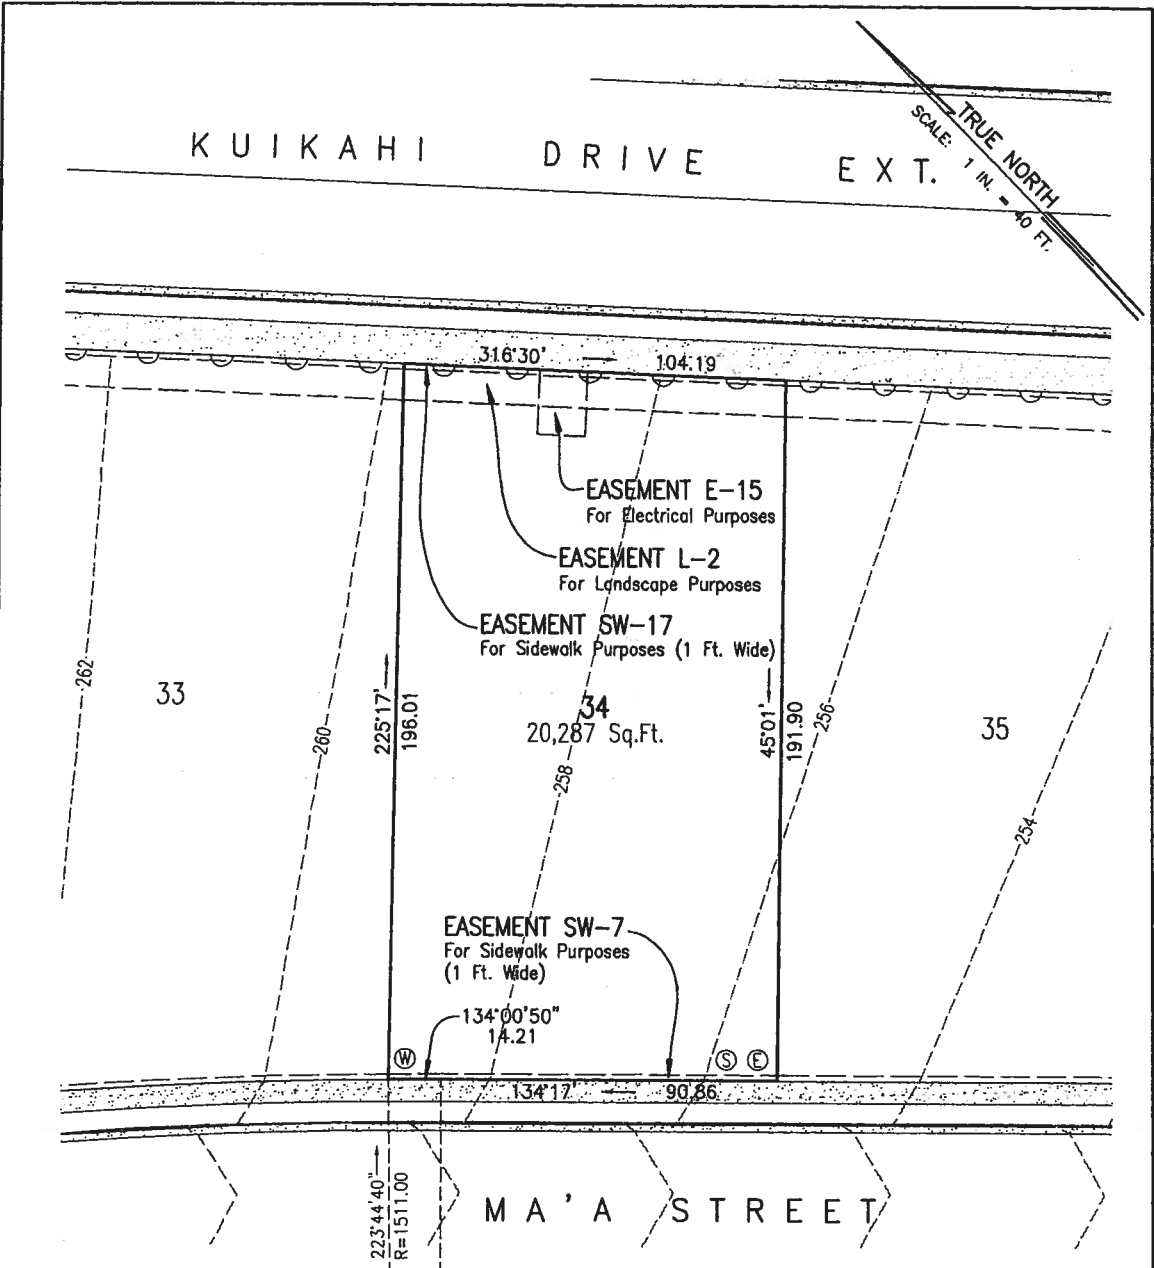 KUIKAHI DRIVE EXT.
TRUE NORTH
SCALE: 1 IN. = 40 FT.
316°30' 104.19
EASEMENT E-15
For Electrical Purposes
EASEMENT L-2
For Landscape Purposes
EASEMENT SW-17
For Sidewalk Purposes (1 Ft. Wide)
262
33
260
225°17'
196.01
34
20,287 Sq.Ft.
258
45°01'
191.90
256
35
254
EASEMENT SW-7
For Sidewalk Purposes
(1 Ft. Wide)
134°00'50"
14.21
W
S E
134°17' 90.86
223°44'40"
R=1511.00
MA'A STREET